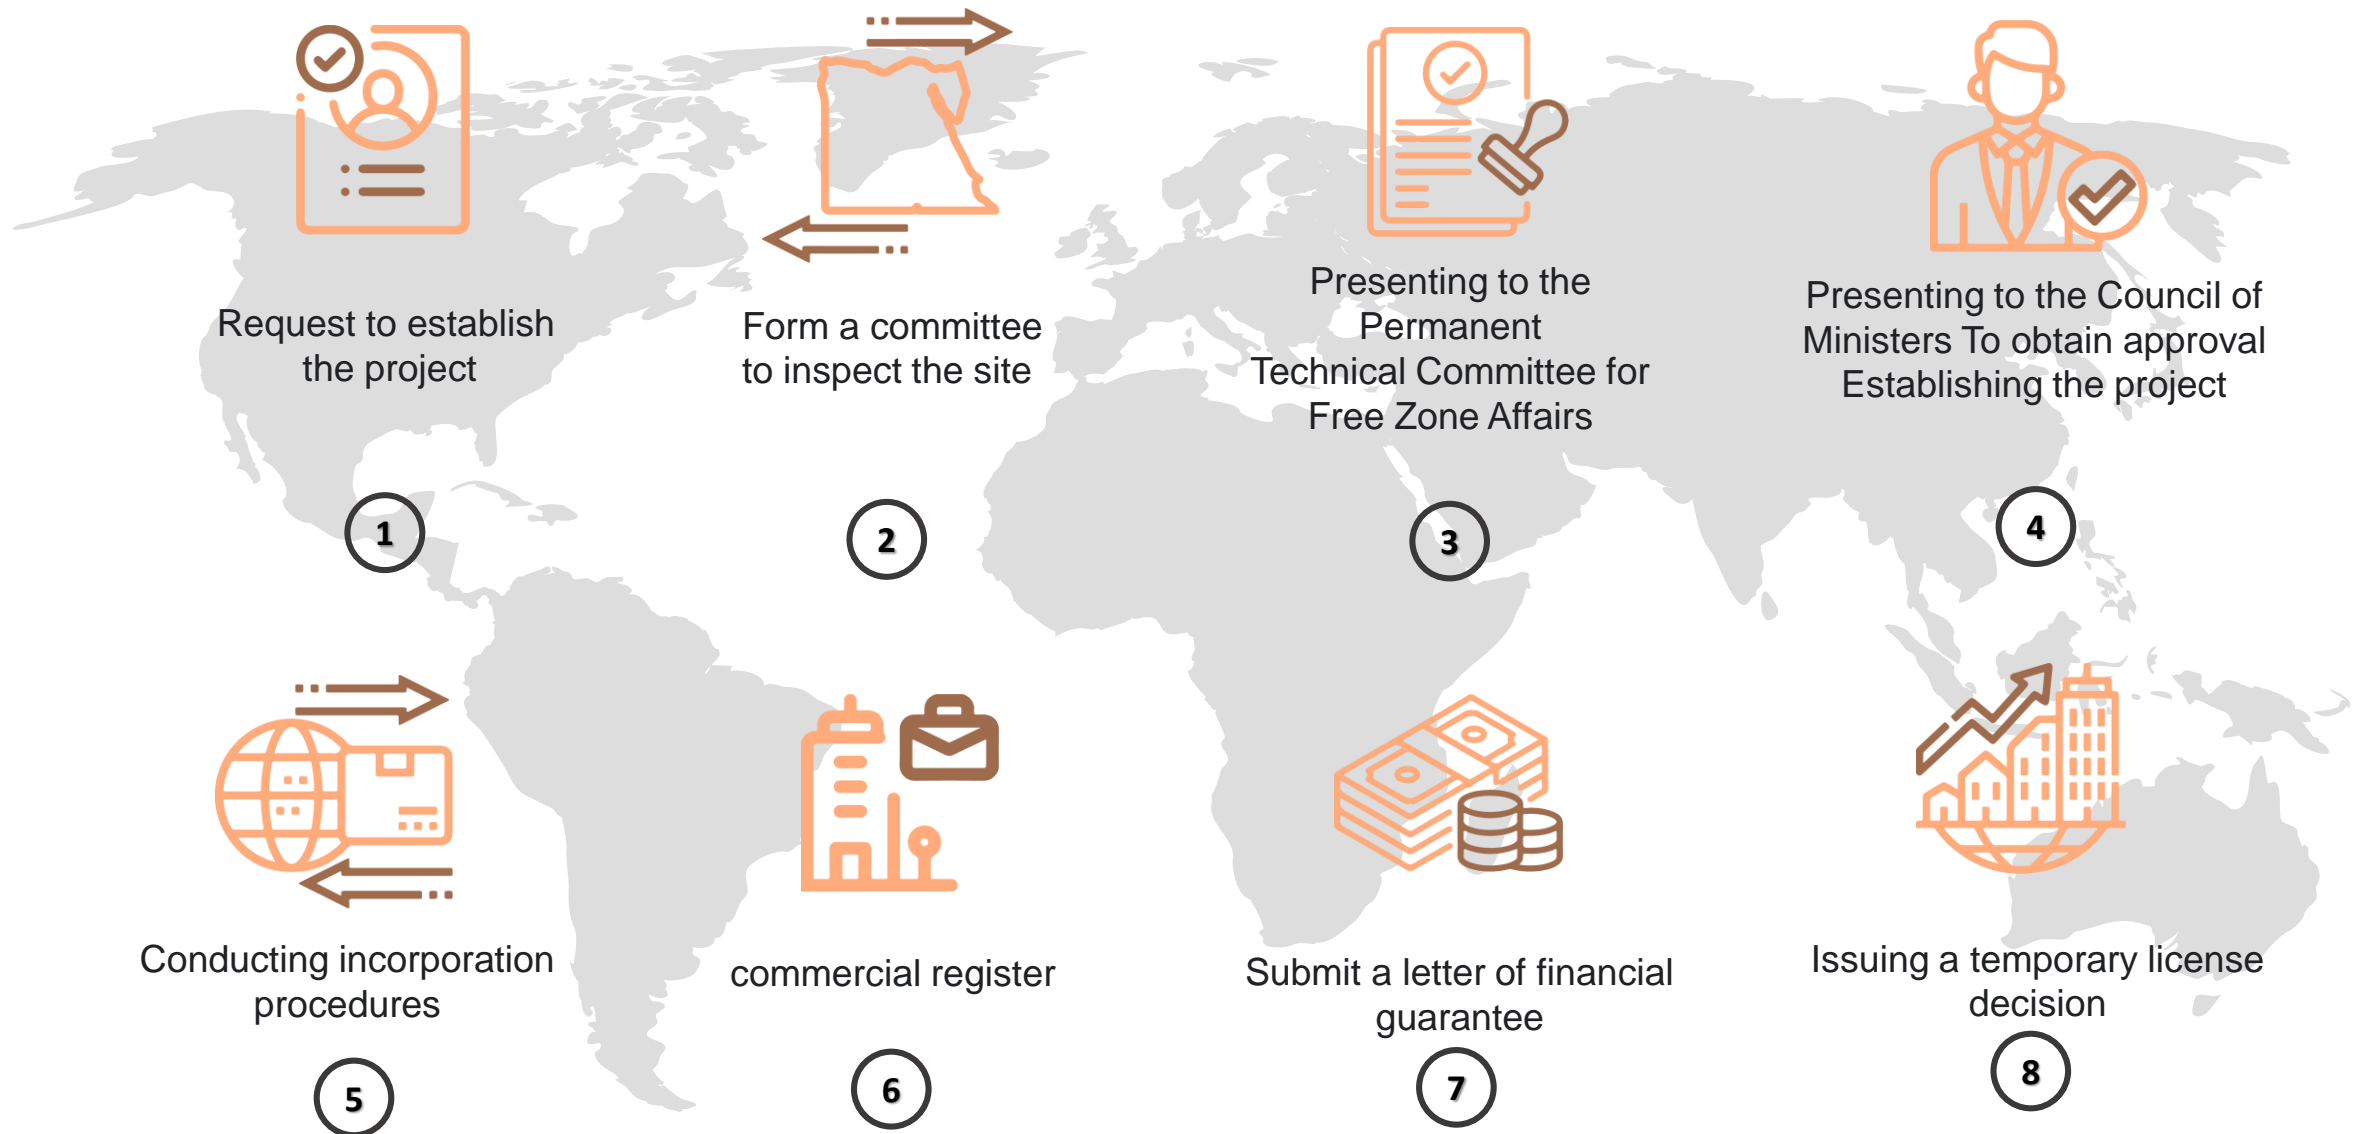 Request to establish
the project
1
Form a committee
to inspect the site
2
Presenting to the
Permanent
Technical Committee for
Free Zone Affairs
3
Presenting to the Council of
Ministers To obtain approval
Establishing the project
4
Conducting incorporation
procedures
5
commercial register
6
Submit a letter of financial
guarantee
7
Issuing a temporary license
decision
8